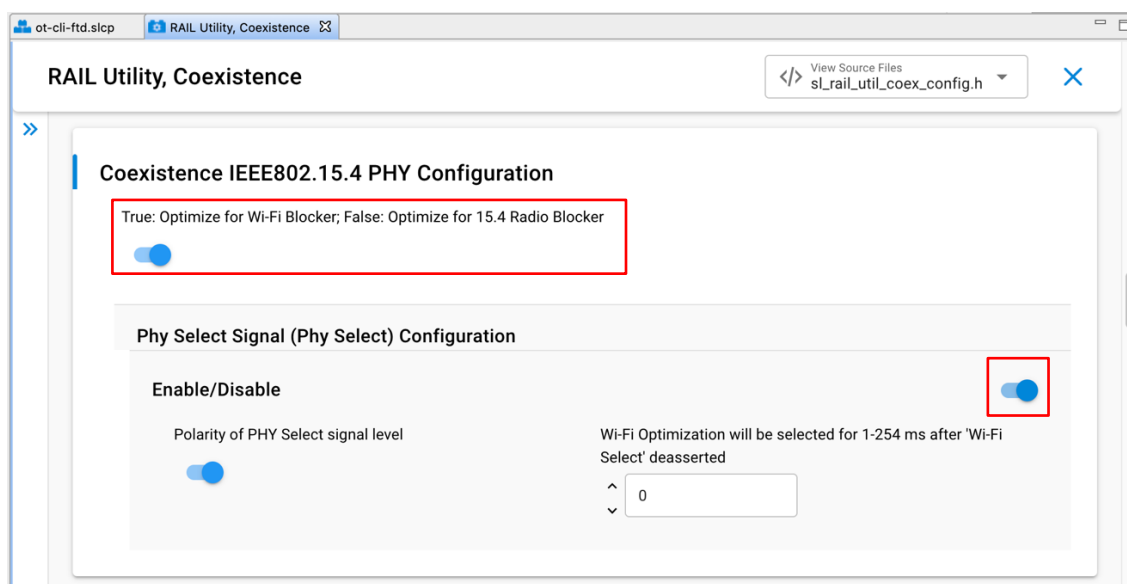 ot-cli-ftd.slcp
RAIL Utility, Coexistence
RAIL Utility, Coexistence
View Source Files
sl_rail_util_coex_config.h
Coexistence IEEE802.15.4 PHY Configuration
True: Optimize for Wi-Fi Blocker; False: Optimize for 15.4 Radio Blocker
Phy Select Signal (Phy Select) Configuration
Enable/Disable
Polarity of PHY Select signal level
Wi-Fi Optimization will be selected for 1-254 ms after 'Wi-Fi
Select' deasserted
0